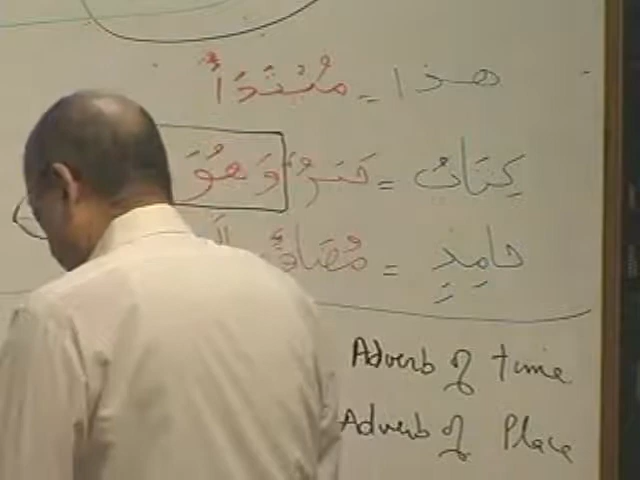 هذا = مُبْتَدَأٌ
كِتَابُ = خَبَرٌ وَهُوَ
حَامِدٍ = مُضَافٌ
Adverb of time
Adverb of Place